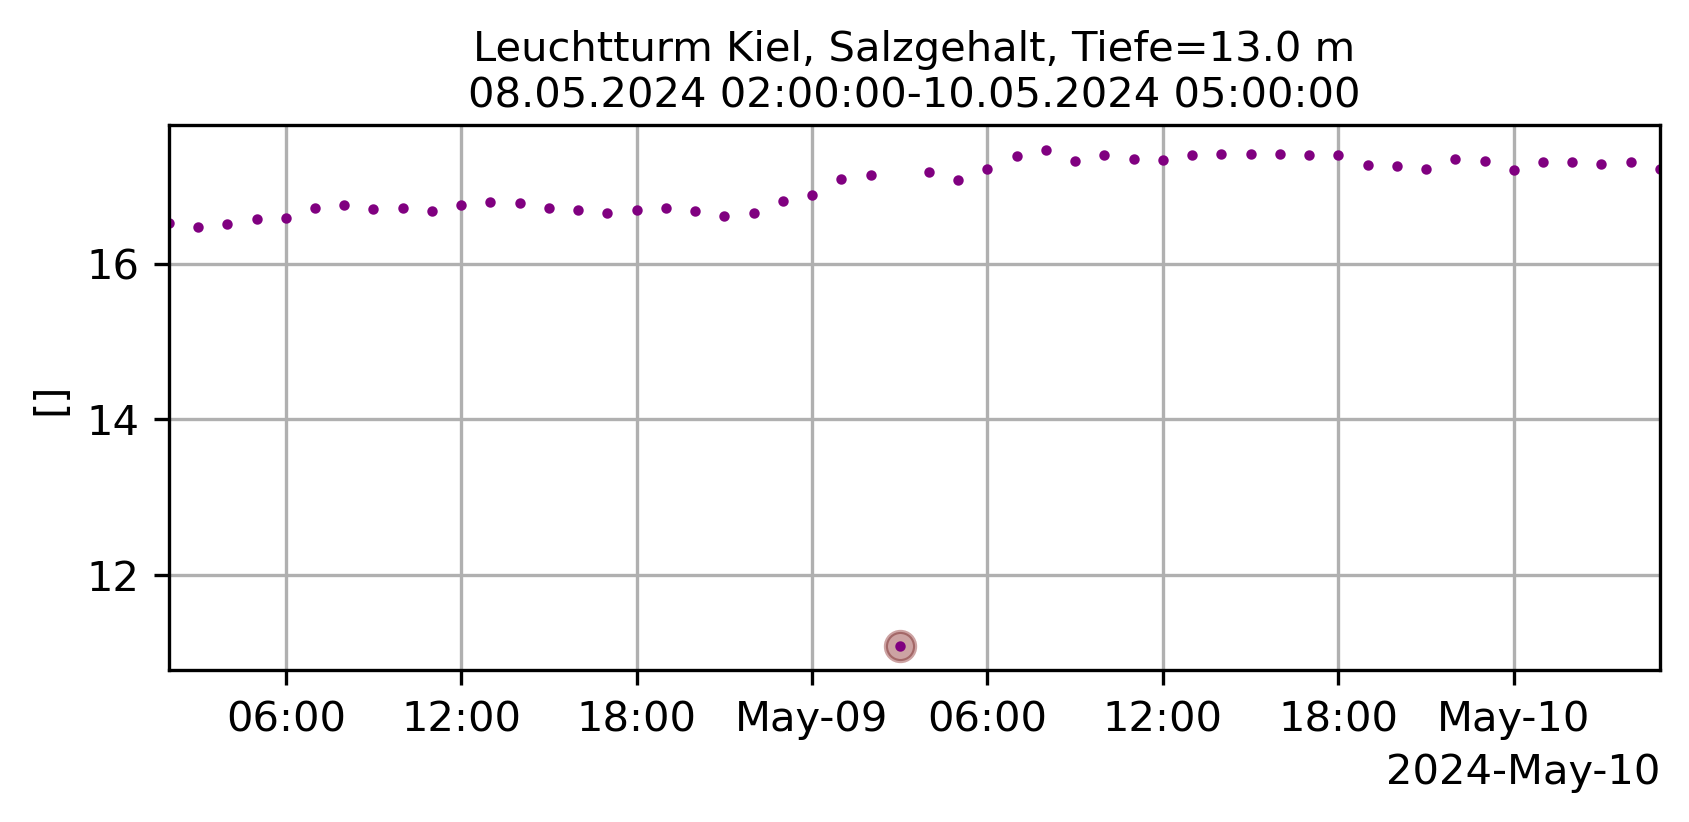 Leuchtturm Kiel, Salzgehalt, Tiefe=13.0 m
08.05.2024 02:00:00-10.05.2024 05:00:00
[]
16
14
12
06:00 12:00 18:00 May-09 06:00 12:00 18:00 May-10
2024-May-10